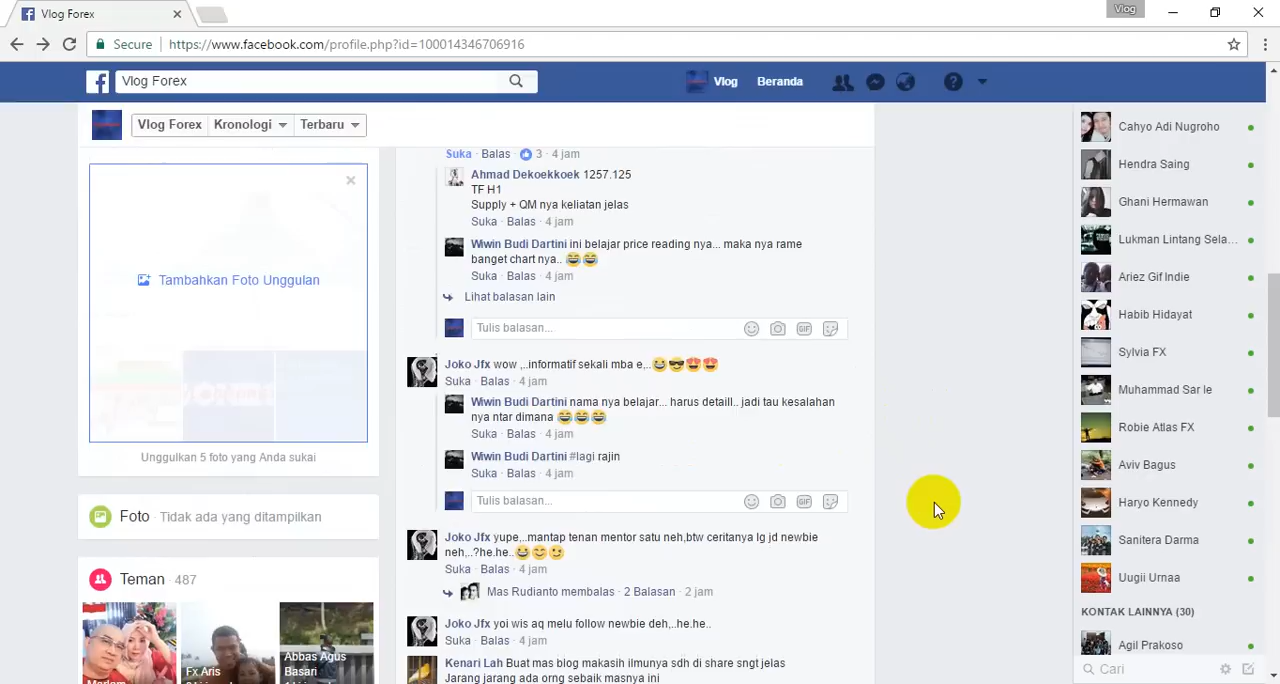 Vlog Forex
Vlog
Secure
https://www.facebook.com/profile.php?id=100014346706916
Vlog Forex
Vlog
Beranda
Vlog Forex
Kronologi
Terbaru
Tambahkan Foto Unggulan
Unggulkan 5 foto yang Anda sukai
Foto · Tidak ada yang ditampilkan
Teman · 487
Fx Aris
Abbas Agus
Basari
Suka · Balas · 3 · 4 jam
Ahmad Dekoekkoek 1257.125
TF H1
Supply + QM nya keliatan jelas
Suka · Balas · 4 jam
Wiwin Budi Dartini ini belajar price reading nya... maka nya rame
banget chart nya.. 😂😂
Suka · Balas · 4 jam
Lihat balasan lain
Tulis balasan...
GIF
Joko Jfx wow ,..informatif sekali mba e,..😅😎😍😍
Suka · Balas · 4 jam
Wiwin Budi Dartini nama nya belajar... harus detaill.. jadi tau kesalahan
nya ntar dimana 😂😂😂
Suka · Balas · 4 jam
Wiwin Budi Dartini #lagi rajin
Suka · Balas · 4 jam
Tulis balasan...
GIF
Joko Jfx yupe,..mantap tenan mentor satu neh,btw ceritanya lg jd newbie
neh,..?he.he..😂😊😉
Suka · Balas · 4 jam
Mas Rudianto membalas · 2 Balasan · 2 jam
Joko Jfx yoi wis aq melu follow newbie deh,..he.he..
Suka · Balas · 4 jam
Kenari Lah Buat mas blog makasih ilmunya sdh di share sngt jelas
Jarang jarang ada orng sebaik masnya ini
Cahyo Adi Nugroho
Hendra Saing
Ghani Hermawan
Lukman Lintang Sela...
Ariez Gif Indie
Habib Hidayat
Sylvia FX
Muhammad Sar Ie
Robie Atlas FX
Aviv Bagus
Haryo Kennedy
Sanitera Darma
Uugii Urnaa
KONTAK LAINNYA (30)
Agil Prakoso
Cari